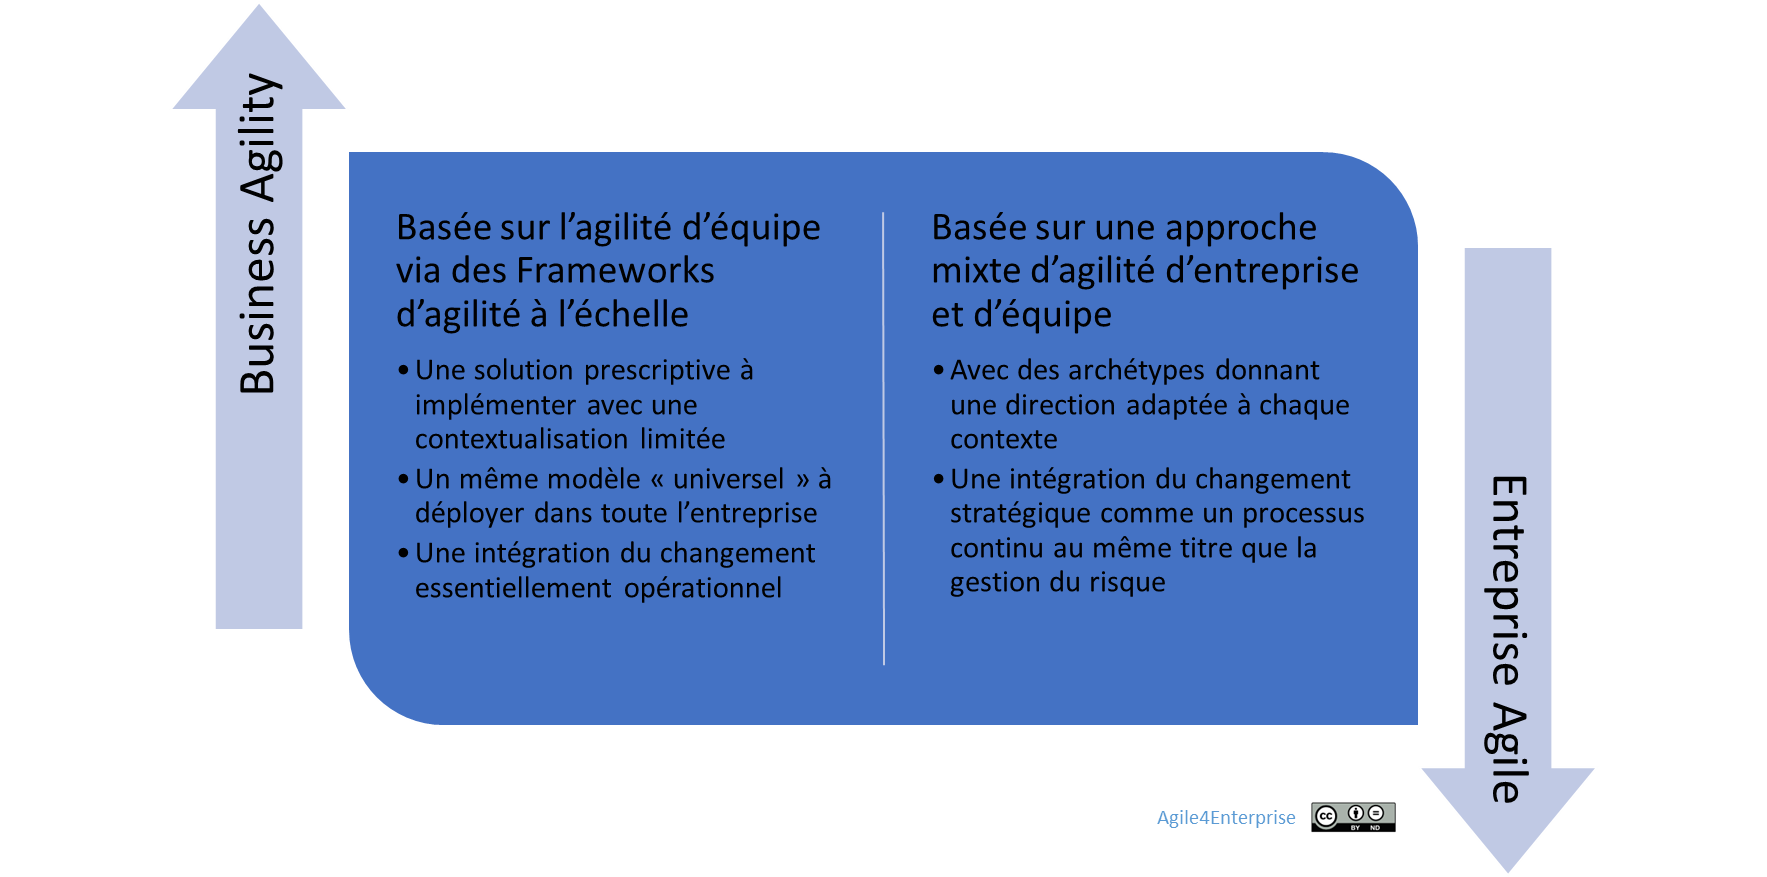 Business Agility
Basée sur l’agilité d’équipe
via des Frameworks
d’agilité à l’échelle
• Une solution prescriptive à
implémenter avec une
contextualisation limitée
• Un même modèle « universel » à
déployer dans toute l’entreprise
• Une intégration du changement
essentiellement opérationnel
Basée sur une approche
mixte d’agilité d’entreprise
et d’équipe
• Avec des archétypes donnant
une direction adaptée à chaque
contexte
• Une intégration du changement
stratégique comme un processus
continu au même titre que la
gestion du risque
Entreprise Agile
Agile4Enterprise
cc
BY ND